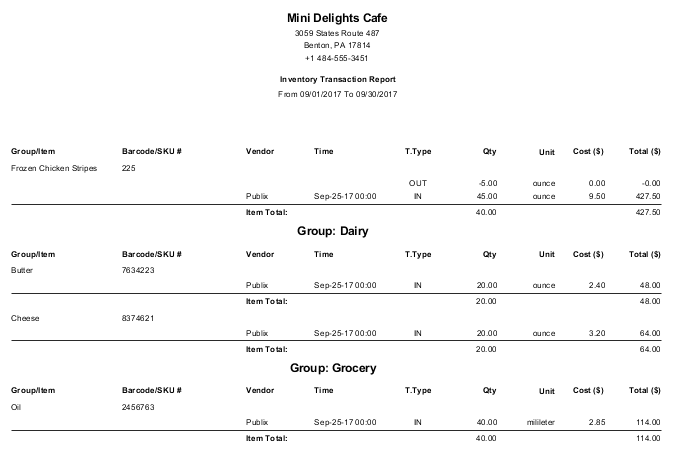 Mini Delights Cafe
3059 States Route 487
Benton, PA 17814
+1 484-555-3451
Inventory Transaction Report
From 09/01/2017 To 09/30/2017
Group/Item Barcode/SKU # Vendor Time T.Type Qty Unit Cost ($) Total ($)
Frozen Chicken Stripes 225
OUT -5.00 ounce 0.00 -0.00
Publix Sep-25-17 00:00 IN 45.00 ounce 9.50 427.50
Item Total: 40.00 427.50
Group: Dairy
Group/Item Barcode/SKU # Vendor Time T.Type Qty Unit Cost ($) Total ($)
Butter 7634223
Publix Sep-25-17 00:00 IN 20.00 ounce 2.40 48.00
Item Total: 20.00 48.00
Cheese 8374621
Publix Sep-25-17 00:00 IN 20.00 ounce 3.20 64.00
Item Total: 20.00 64.00
Group: Grocery
Group/Item Barcode/SKU # Vendor Time T.Type Qty Unit Cost ($) Total ($)
Oil 2456763
Publix Sep-25-17 00:00 IN 40.00 milileter 2.85 114.00
Item Total: 40.00 114.00